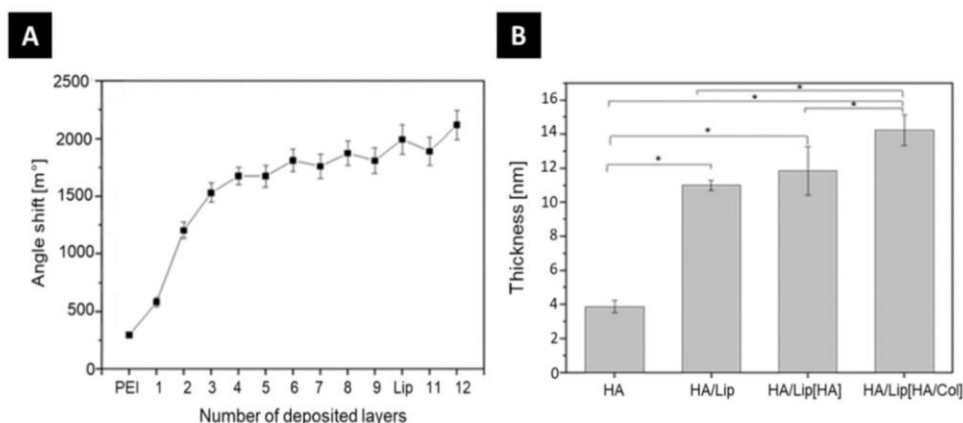 A
2500
2000
1500
1000
500
0
Angle shift [m°]
PEI 1 2 3 4 5 6 7 8 9 Lip 11 12
Number of deposited layers
B
16
14
12
10
8
6
4
2
0
Thickness [nm]
* * * * *
HA HA/Lip HA/Lip[HA] HA/Lip[HA/Col]